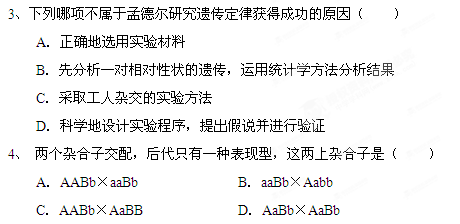 3、下列哪项不属于孟德尔研究遗传定律获得成功的原因（　　）
A．正确地选用实验材料
B．先分析一对相对性状的遗传，运用统计学方法分析结果
C．采取工人杂交的实验方法
D．科学地设计实验程序，提出假说并进行验证
4、 两个杂合子交配，后代只有一种表现型，这两上杂合子是（　　）
A．AABb×aaBb　　B．aaBb×Aabb
C．AABb×AaBB　　D．AaBb×AaBb